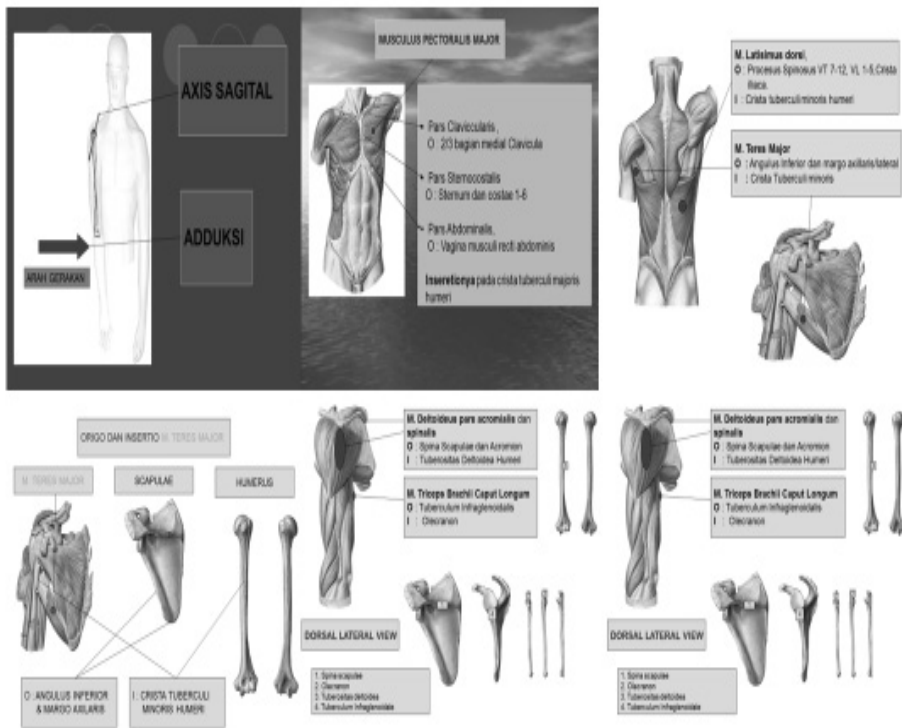 AXIS SAGITAL
ADDUKSI
ARAH GERAKAN
MUSCULUS PECTORALIS MAJOR
Pars Claviccularis,
O : 2/3 bagian medial Clavicula
Pars Sternocostalis
O : Sternum dan costae 1-6
Pars Abdominalis,
O : Vagina musculi recti abdominis
Inseretionya pada crista tuberculi majoris
humeri
M. Latisimus dorsi,
O : Procesus Spinosus VT 7-12, VL 1-5,Crista
iliaca.
I : Crista tuberculi minoris humeri
M. Teres Major
O : Angulus Inferior dan margo axillaris/lateral
I : Crista Tuberculi minoris
ORIGO DAN INSERTIO M. TERES MAJOR
M. TERES MAJOR
SCAPULAE
HUMERUS
O : ANGULUS INFERIOR
& MARGO AXILARIS
I : CRISTA TUBERCULI
MINORIS HUMERI
M. Deltoideus pars acromialis dan
spinalis
O : Spina Scapulae dan Acromion
I : Tuberositas Deltoidea Humeri
M. Triceps Brachii Caput Longum
O : Tuberculum Infraglenoidalis
I : Olecranon
DORSAL LATERAL VIEW
1. Spina scapulae
2. Olecranon
3. Tuberositas deltoidea
4. Tuberculum Infraglenoidale
M. Deltoideus pars acromialis dan
spinalis
O : Spina Scapulae dan Acromion
I : Tuberositas Deltoidea Humeri
M. Triceps Brachii Caput Longum
O : Tuberculum Infraglenoidalis
I : Olecranon
DORSAL LATERAL VIEW
1. Spina scapulae
2. Olecranon
3. Tuberositas deltoidea
4. Tuberculum Infraglenoidale